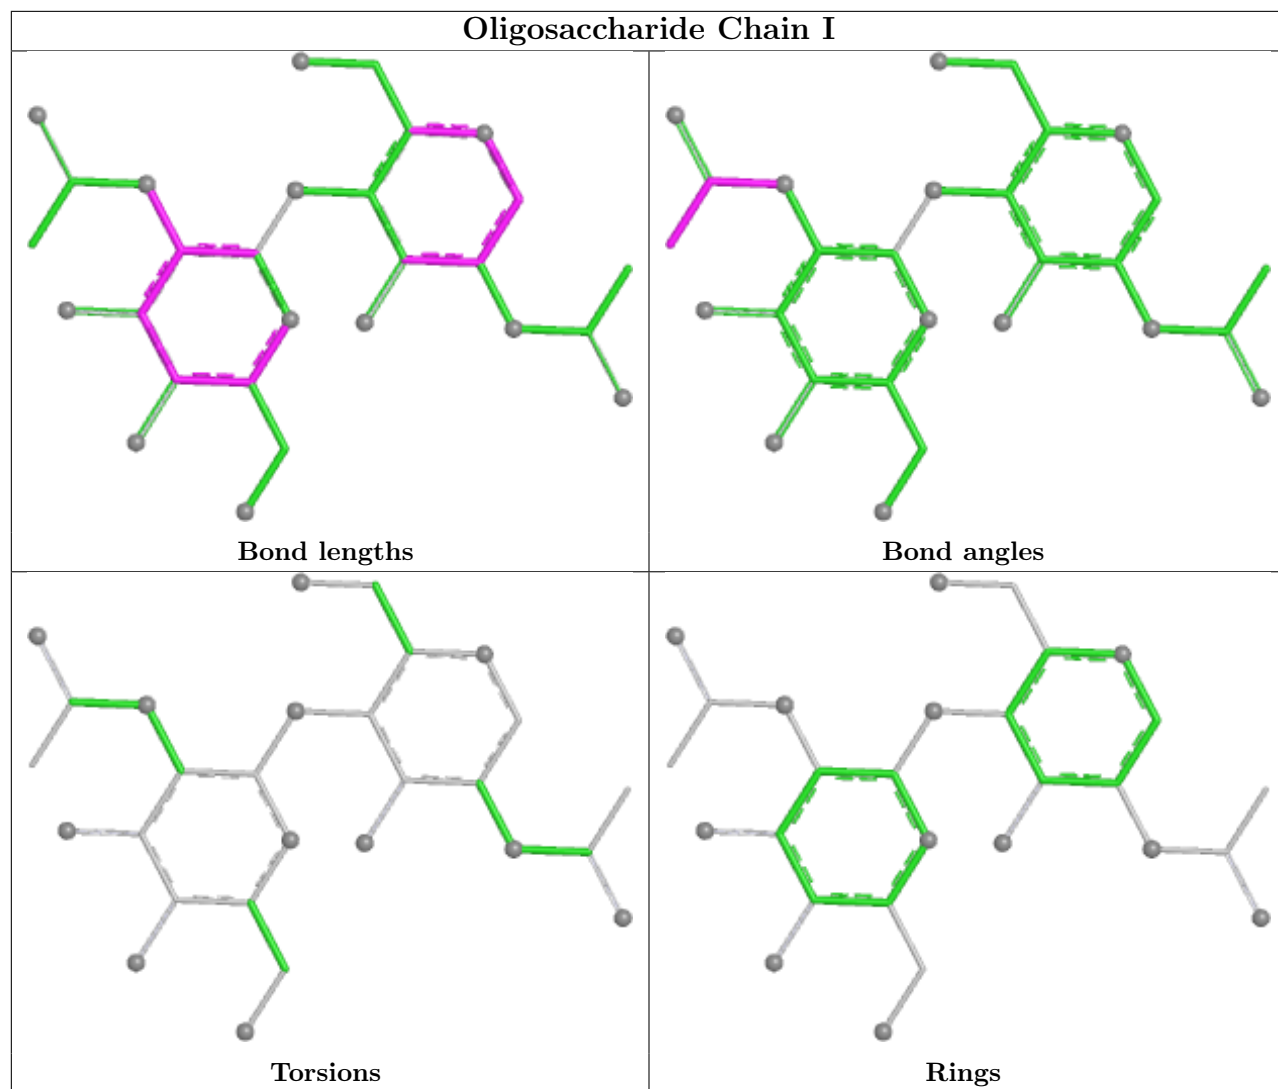 Oligosaccharide Chain I
Bond lengths
Bond angles
Torsions
Rings